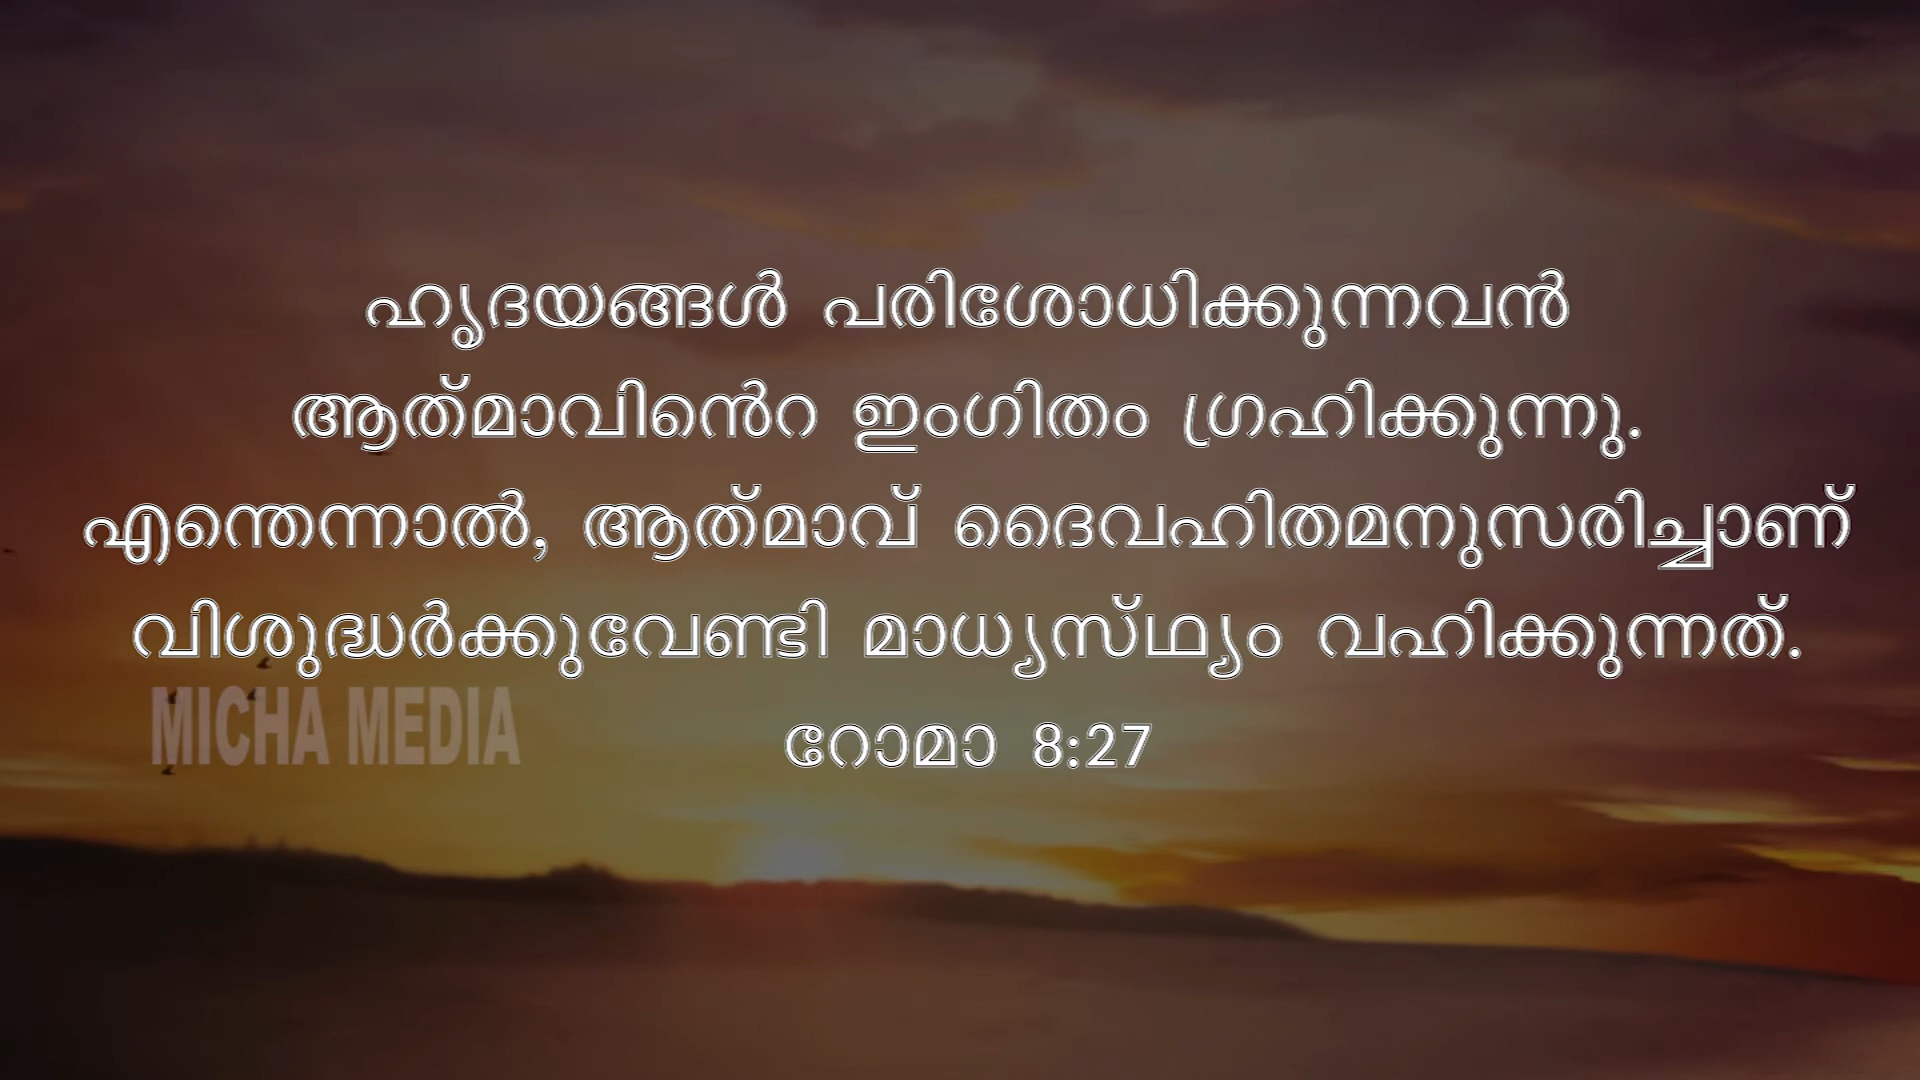 ഹൃദയങ്ങൾ പരിശോധിക്കുന്നവൻ
ആത്‌മാവിൻെറ ഇംഗിതം ഗ്രഹിക്കുന്നു.
എന്തെന്നാൽ, ആത്‌മാവ് ദൈവഹിതമനുസരിച്ചാണ്
വിശുദ്ധർക്കുവേണ്ടി മാധ്യസ്‌ഥ്യം വഹിക്കുന്നത്.
MICHA MEDIA
റോമാ 8:27